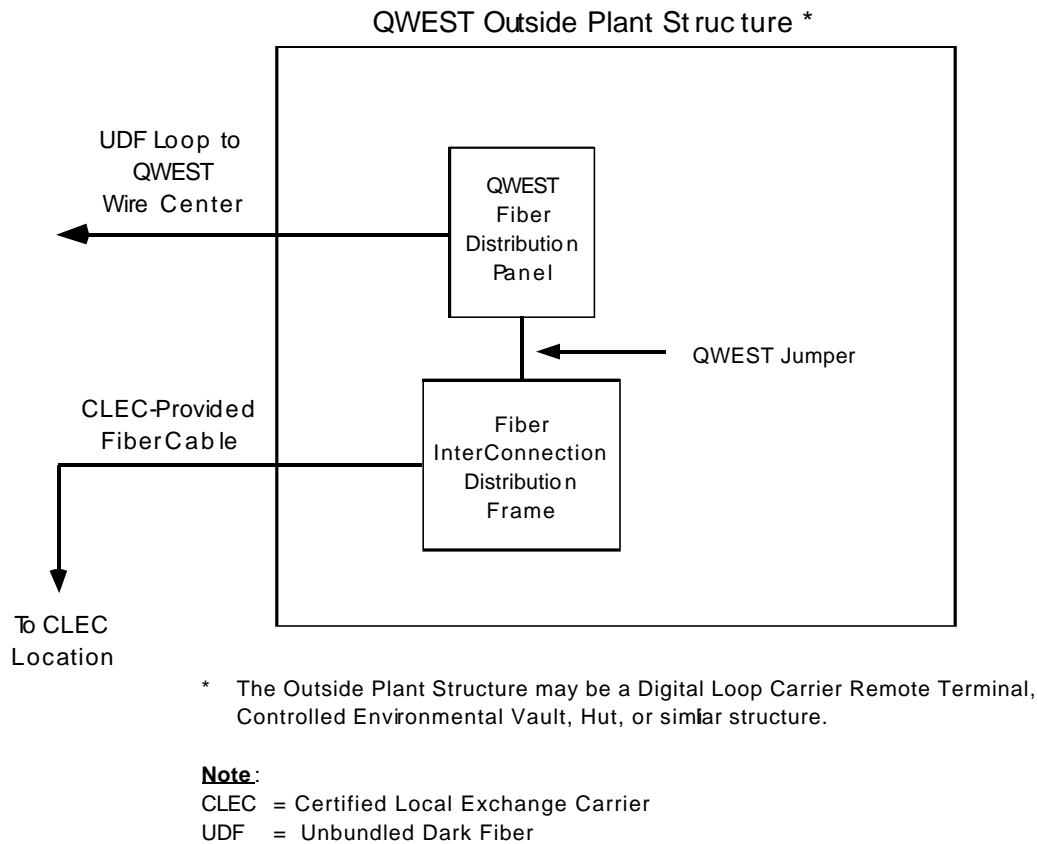 QWEST Outside Plant Structure *
UDF Loop to
QWEST
Wire Center
QWEST
Fiber
Distribution
Panel
QWEST Jumper
CLEC-Provided
Fiber Cable
Fiber
InterConnection
Distribution
Frame
To CLEC
Location
* The Outside Plant Structure may be a Digital Loop Carrier Remote Terminal,
Controlled Environmental Vault, Hut, or similar structure.
Note:
CLEC = Certified Local Exchange Carrier
UDF = Unbundled Dark Fiber